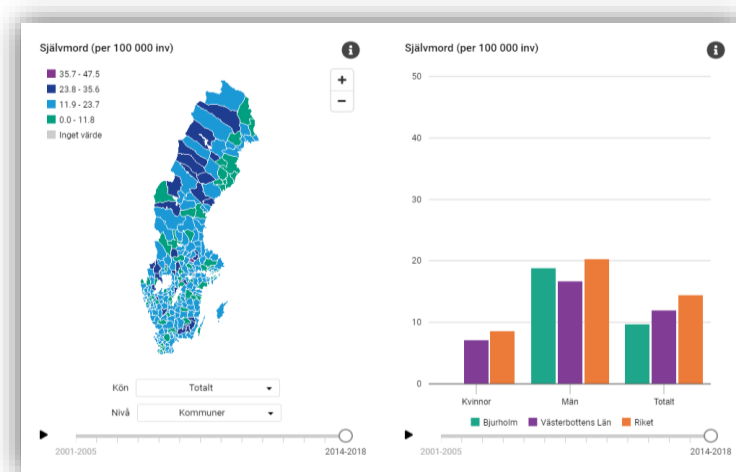 Självmord (per 100 000 inv)
i
35.7 - 47.5
23.8 - 35.6
11.9 - 23.7
0.0 - 11.8
Inget värde
+
−
Kön Totalt
Nivå Kommuner
2001-2005 2014-2018
Självmord (per 100 000 inv)
i
50
40
30
20
10
0
Kvinnor Män Totalt
Bjurholm Västerbottens Län Riket
2001-2005 2014-2018